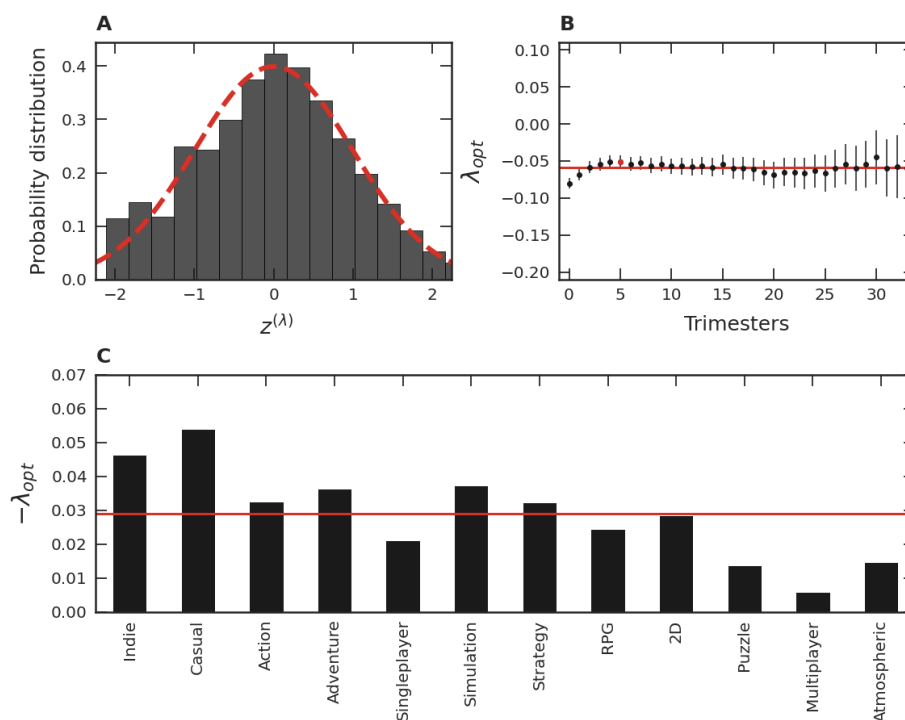 A
Probability distribution
0.4
0.3
0.2
0.1
0.0
−2
−1
0
1
2
z^(λ)
B
λ_opt
0.10
0.05
0.00
−0.05
−0.10
−0.15
−0.20
0
5
10
15
20
25
30
Trimesters
C
−λ_opt
0.07
0.06
0.05
0.04
0.03
0.02
0.01
0.00
Indie
Casual
Action
Adventure
Singleplayer
Simulation
Strategy
RPG
2D
Puzzle
Multiplayer
Atmospheric